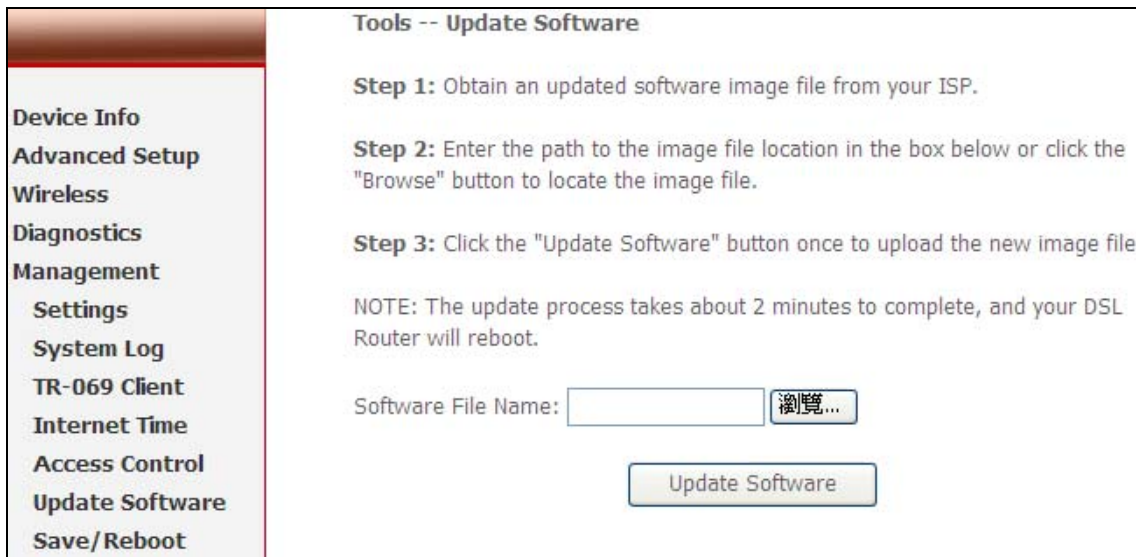 Device Info
Advanced Setup
Wireless
Diagnostics
Management
Settings
System Log
TR-069 Client
Internet Time
Access Control
Update Software
Save/Reboot
Tools -- Update Software
Step 1: Obtain an updated software image file from your ISP.
Step 2: Enter the path to the image file location in the box below or click the
"Browse" button to locate the image file.
Step 3: Click the "Update Software" button once to upload the new image file
NOTE: The update process takes about 2 minutes to complete, and your DSL
Router will reboot.
Software File Name: 瀏覽...
Update Software